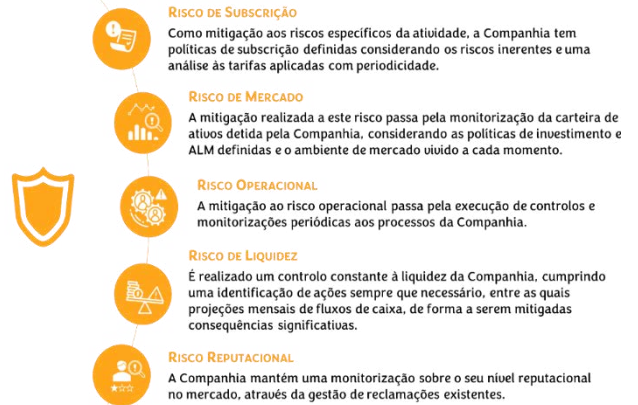 Risco de Subscrição
Como mitigação aos riscos específicos da atividade, a Companhia tem
políticas de subscrição definidas considerando os riscos inerentes e uma
análise às tarifas aplicadas com periodicidade.
Risco de Mercado
A mitigação realizada a este risco passa pela monitorização da carteira de
ativos detida pela Companhia, considerando as políticas de investimento e
ALM definidas e o ambiente de mercado vivido a cada momento.
Risco Operacional
A mitigação ao risco operacional passa pela execução de controlos e
monitorizações periódicas aos processos da Companhia.
Risco de Liquidez
É realizado um controlo constante à liquidez da Companhia, cumprindo
uma identificação de ações sempre que necessário, entre as quais
projeções mensais de fluxos de caixa, de forma a serem mitigadas
consequências significativas.
Risco Reputacional
A Companhia mantém uma monitorização sobre o seu nível reputacional
no mercado, através da gestão de reclamações existentes.